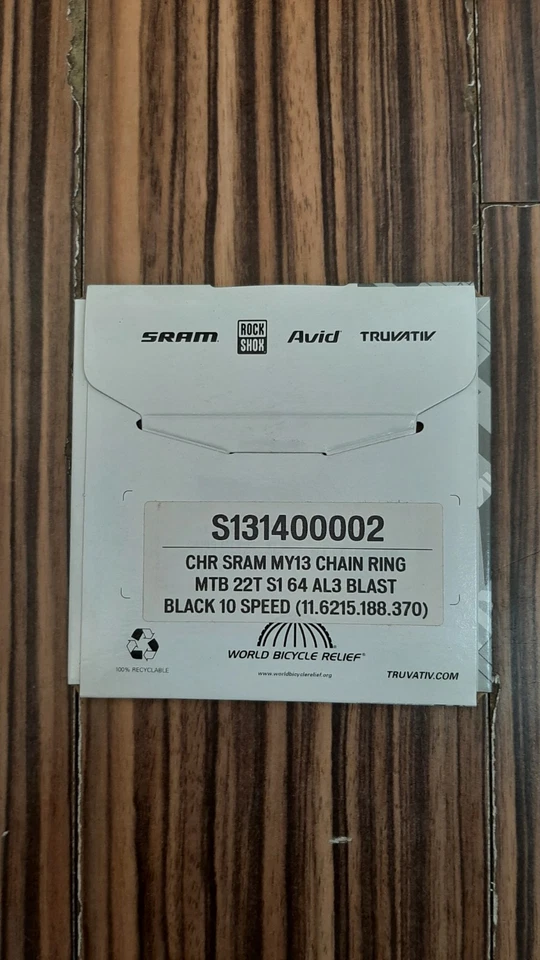 SRAM ROCK SHOX Avid TRUVATIV
S131400002
CHR SRAM MY13 CHAIN RING
MTB 22T S1 64 AL3 BLAST
BLACK 10 SPEED (11.6215.188.370)
WORLD BICYCLE RELIEF®
100% RECYCLABLE
www.worldbicyclerelief.org
TRUVATIV.COM